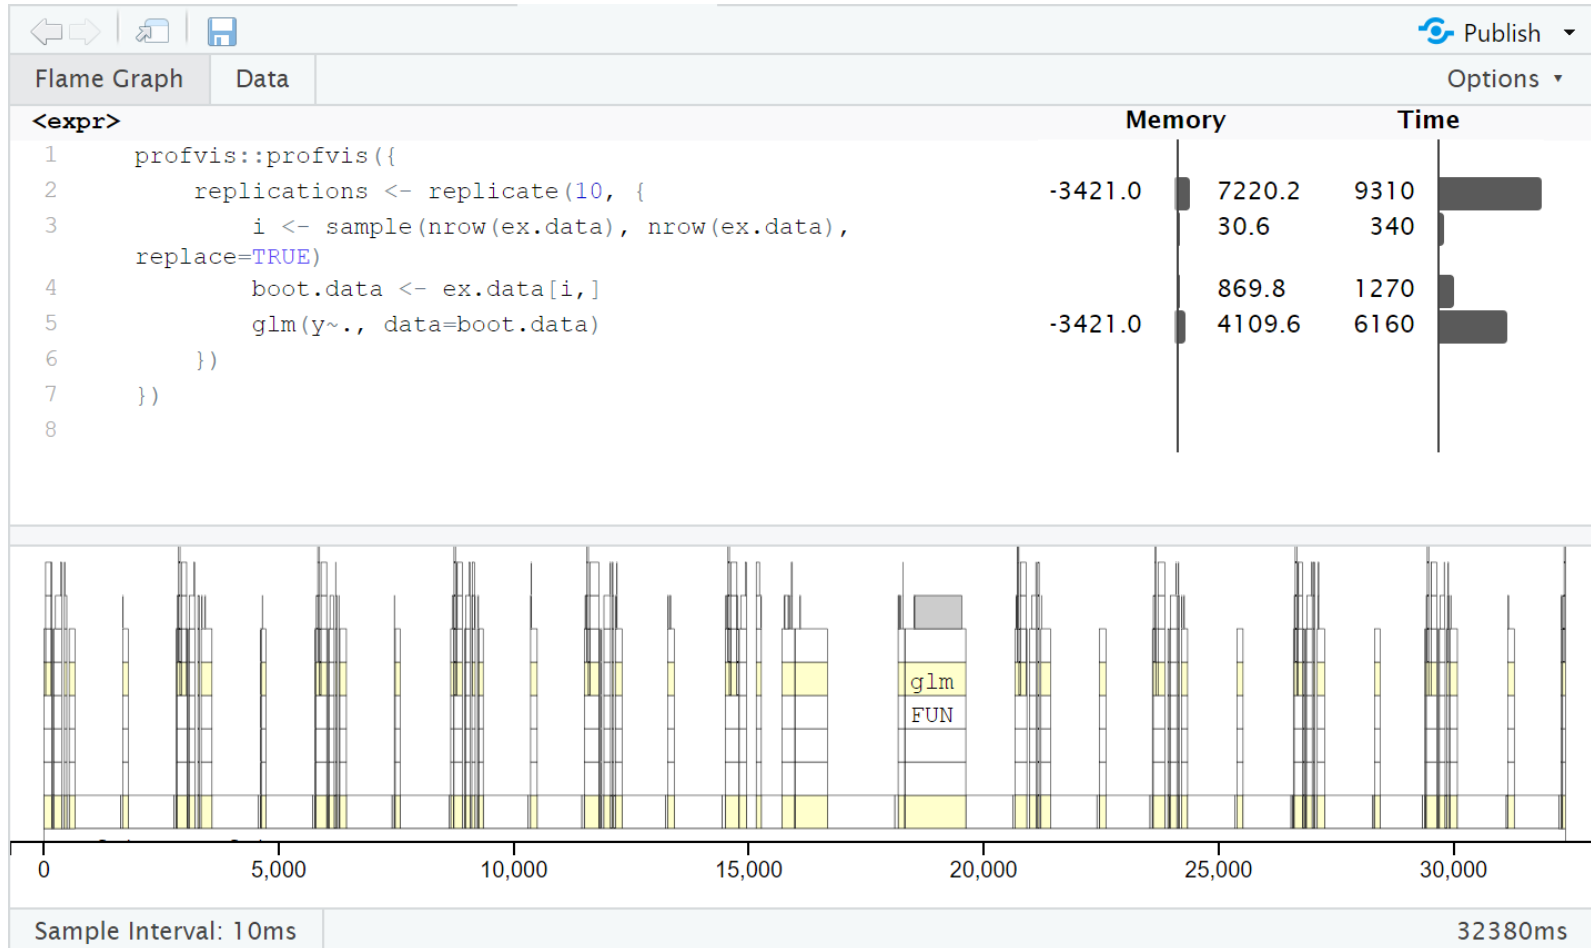 Publish
Flame Graph Data Options
<expr> Memory Time
1 profvis::profvis({
2 replications <- replicate(10, { -3421.0 7220.2 9310
3 i <- sample(nrow(ex.data), nrow(ex.data), 30.6 340
replace=TRUE)
4 boot.data <- ex.data[i,] 869.8 1270
5 glm(y~., data=boot.data) -3421.0 4109.6 6160
6 })
7 })
8
glm
FUN
0 5,000 10,000 15,000 20,000 25,000 30,000
Sample Interval: 10ms 32380ms